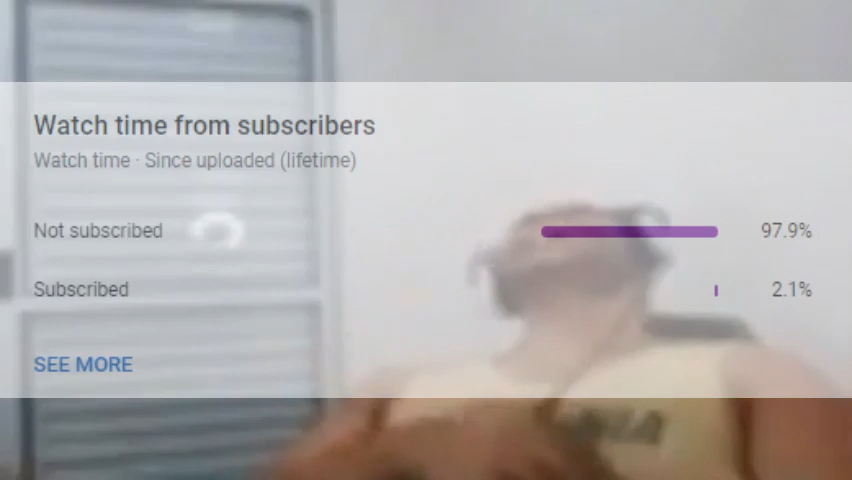 Watch time from subscribers
Watch time · Since uploaded (lifetime)
Not subscribed 97.9%
Subscribed 2.1%
SEE MORE